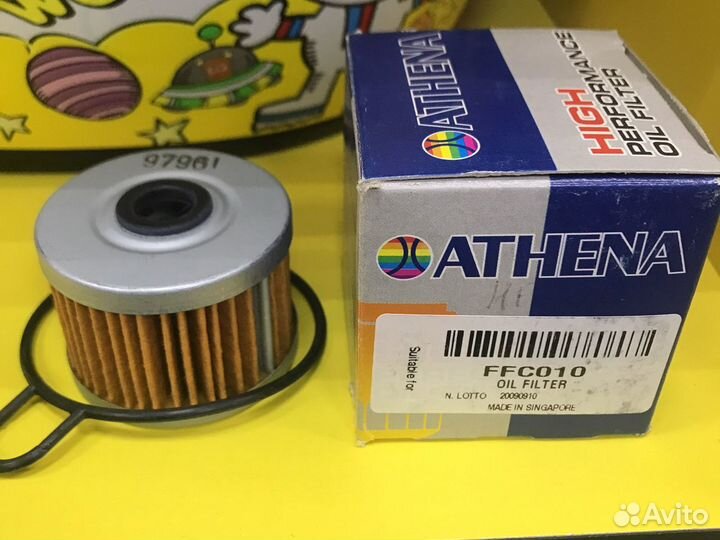 97961
ATHENA
HIGH
PERFORMANCE
OIL FILTER
ATHENA
Suitable for
FFC010
OIL FILTER
N. LOTTO 20090910
MADE IN SINGAPORE
Avito